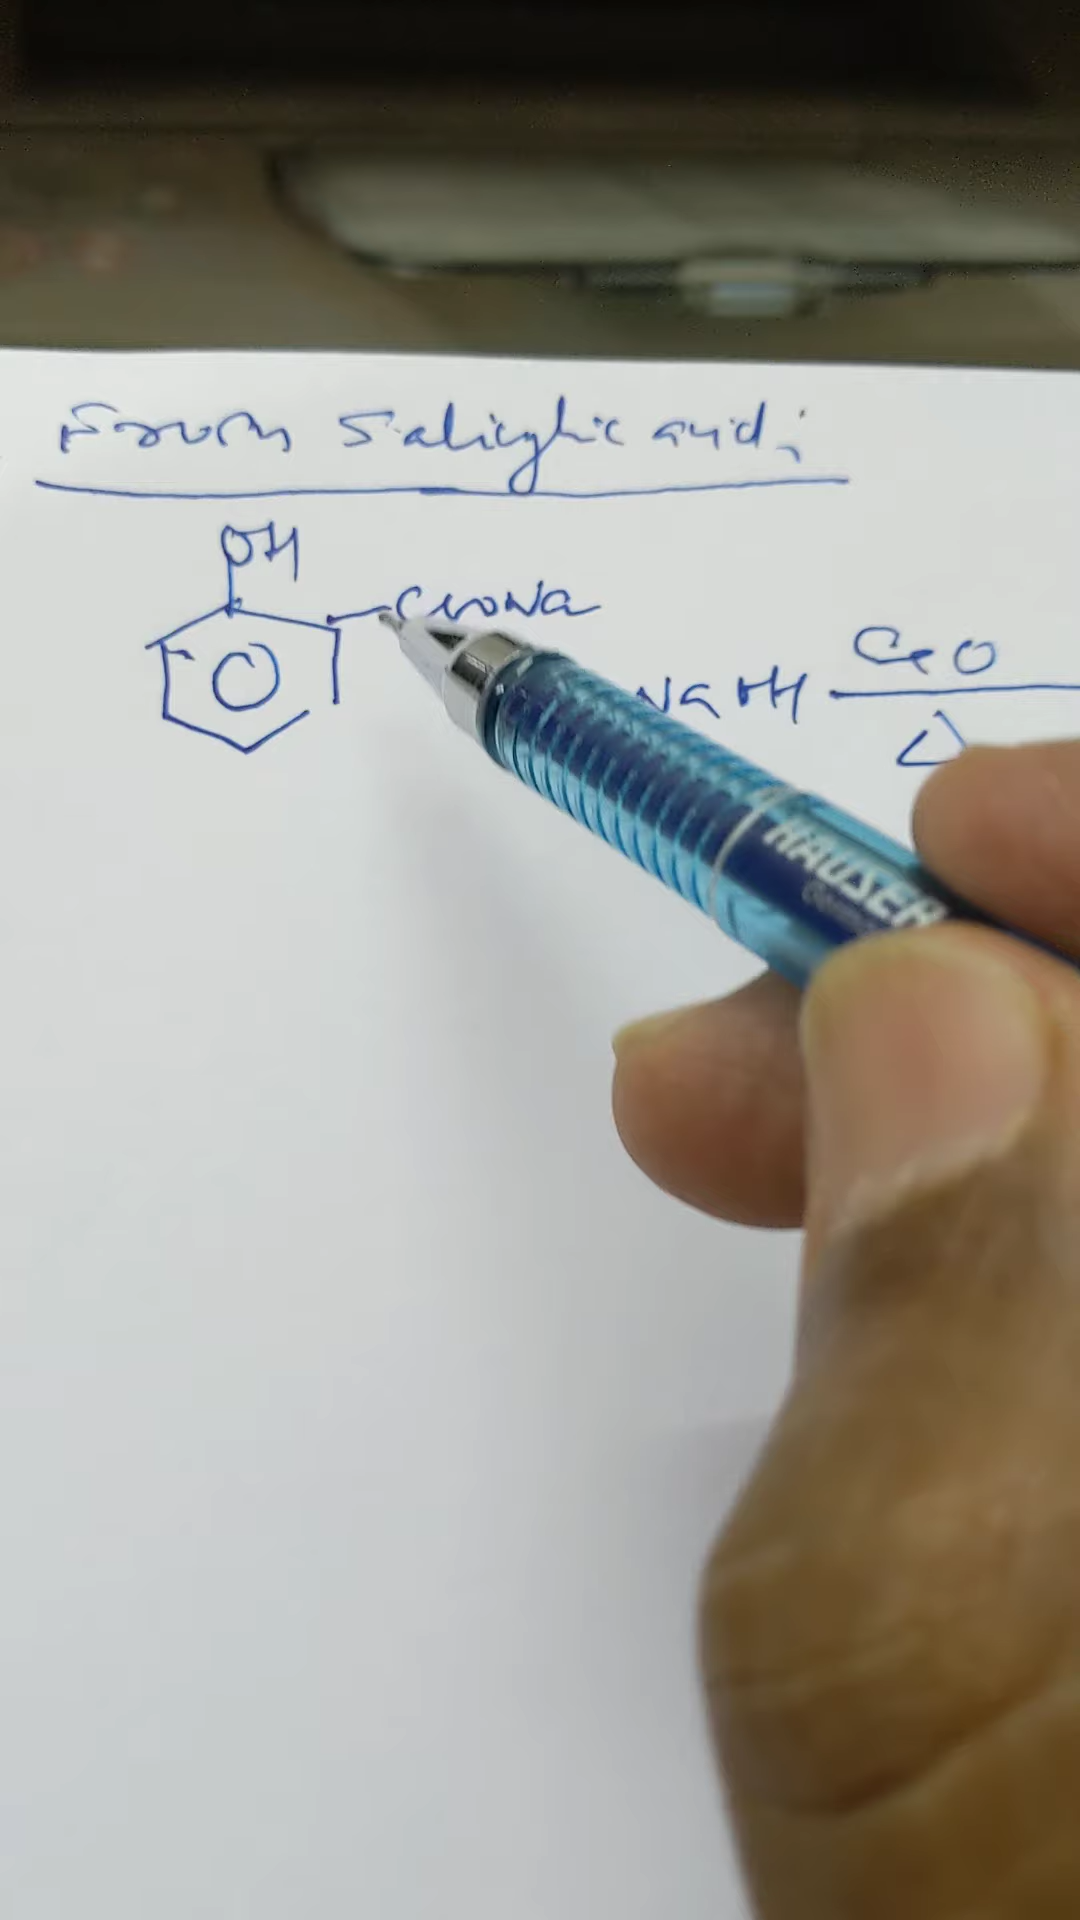 From Salicylic acid;
OH
COONa
NaOH CaO
Δ
HAUSER